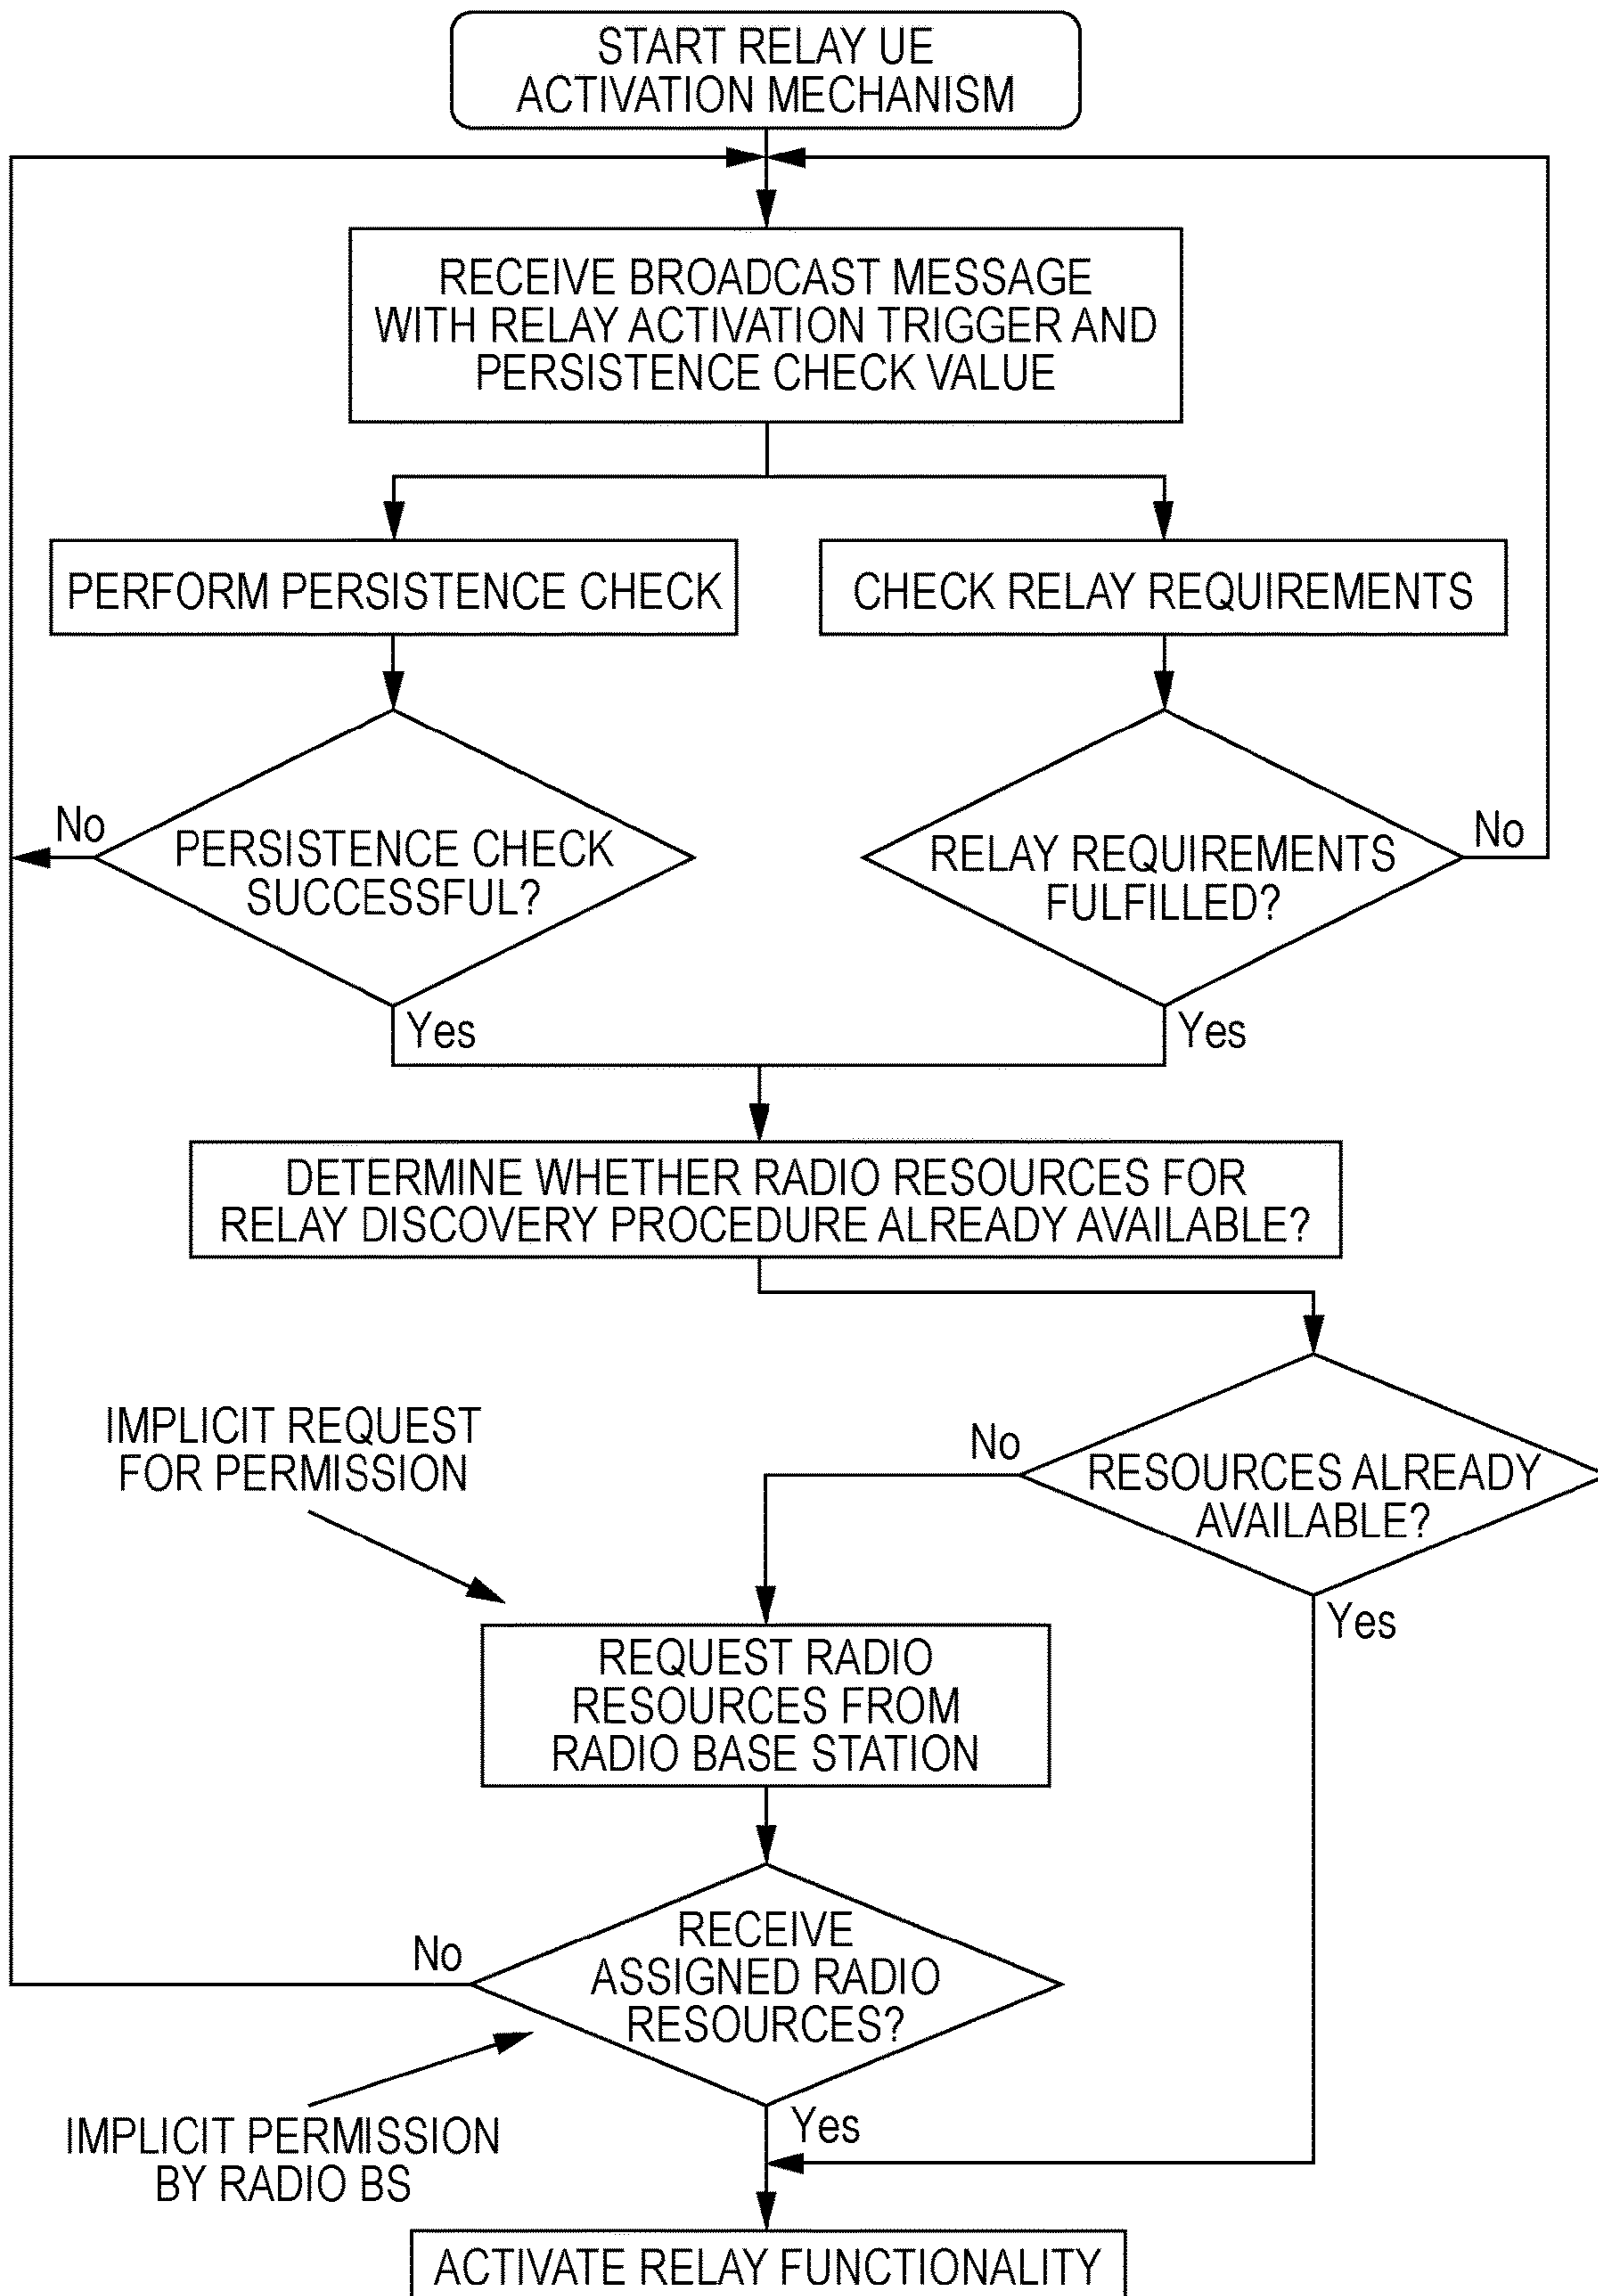 START RELAY UE
ACTIVATION MECHANISM
RECEIVE BROADCAST MESSAGE
WITH RELAY ACTIVATION TRIGGER AND
PERSISTENCE CHECK VALUE
PERFORM PERSISTENCE CHECK
CHECK RELAY REQUIREMENTS
No
PERSISTENCE CHECK
SUCCESSFUL?
RELAY REQUIREMENTS
FULFILLED?
No
Yes
Yes
DETERMINE WHETHER RADIO RESOURCES FOR
RELAY DISCOVERY PROCEDURE ALREADY AVAILABLE?
IMPLICIT REQUEST
FOR PERMISSION
No
RESOURCES ALREADY
AVAILABLE?
Yes
REQUEST RADIO
RESOURCES FROM
RADIO BASE STATION
No
RECEIVE
ASSIGNED RADIO
RESOURCES?
IMPLICIT PERMISSION
BY RADIO BS
Yes
ACTIVATE RELAY FUNCTIONALITY